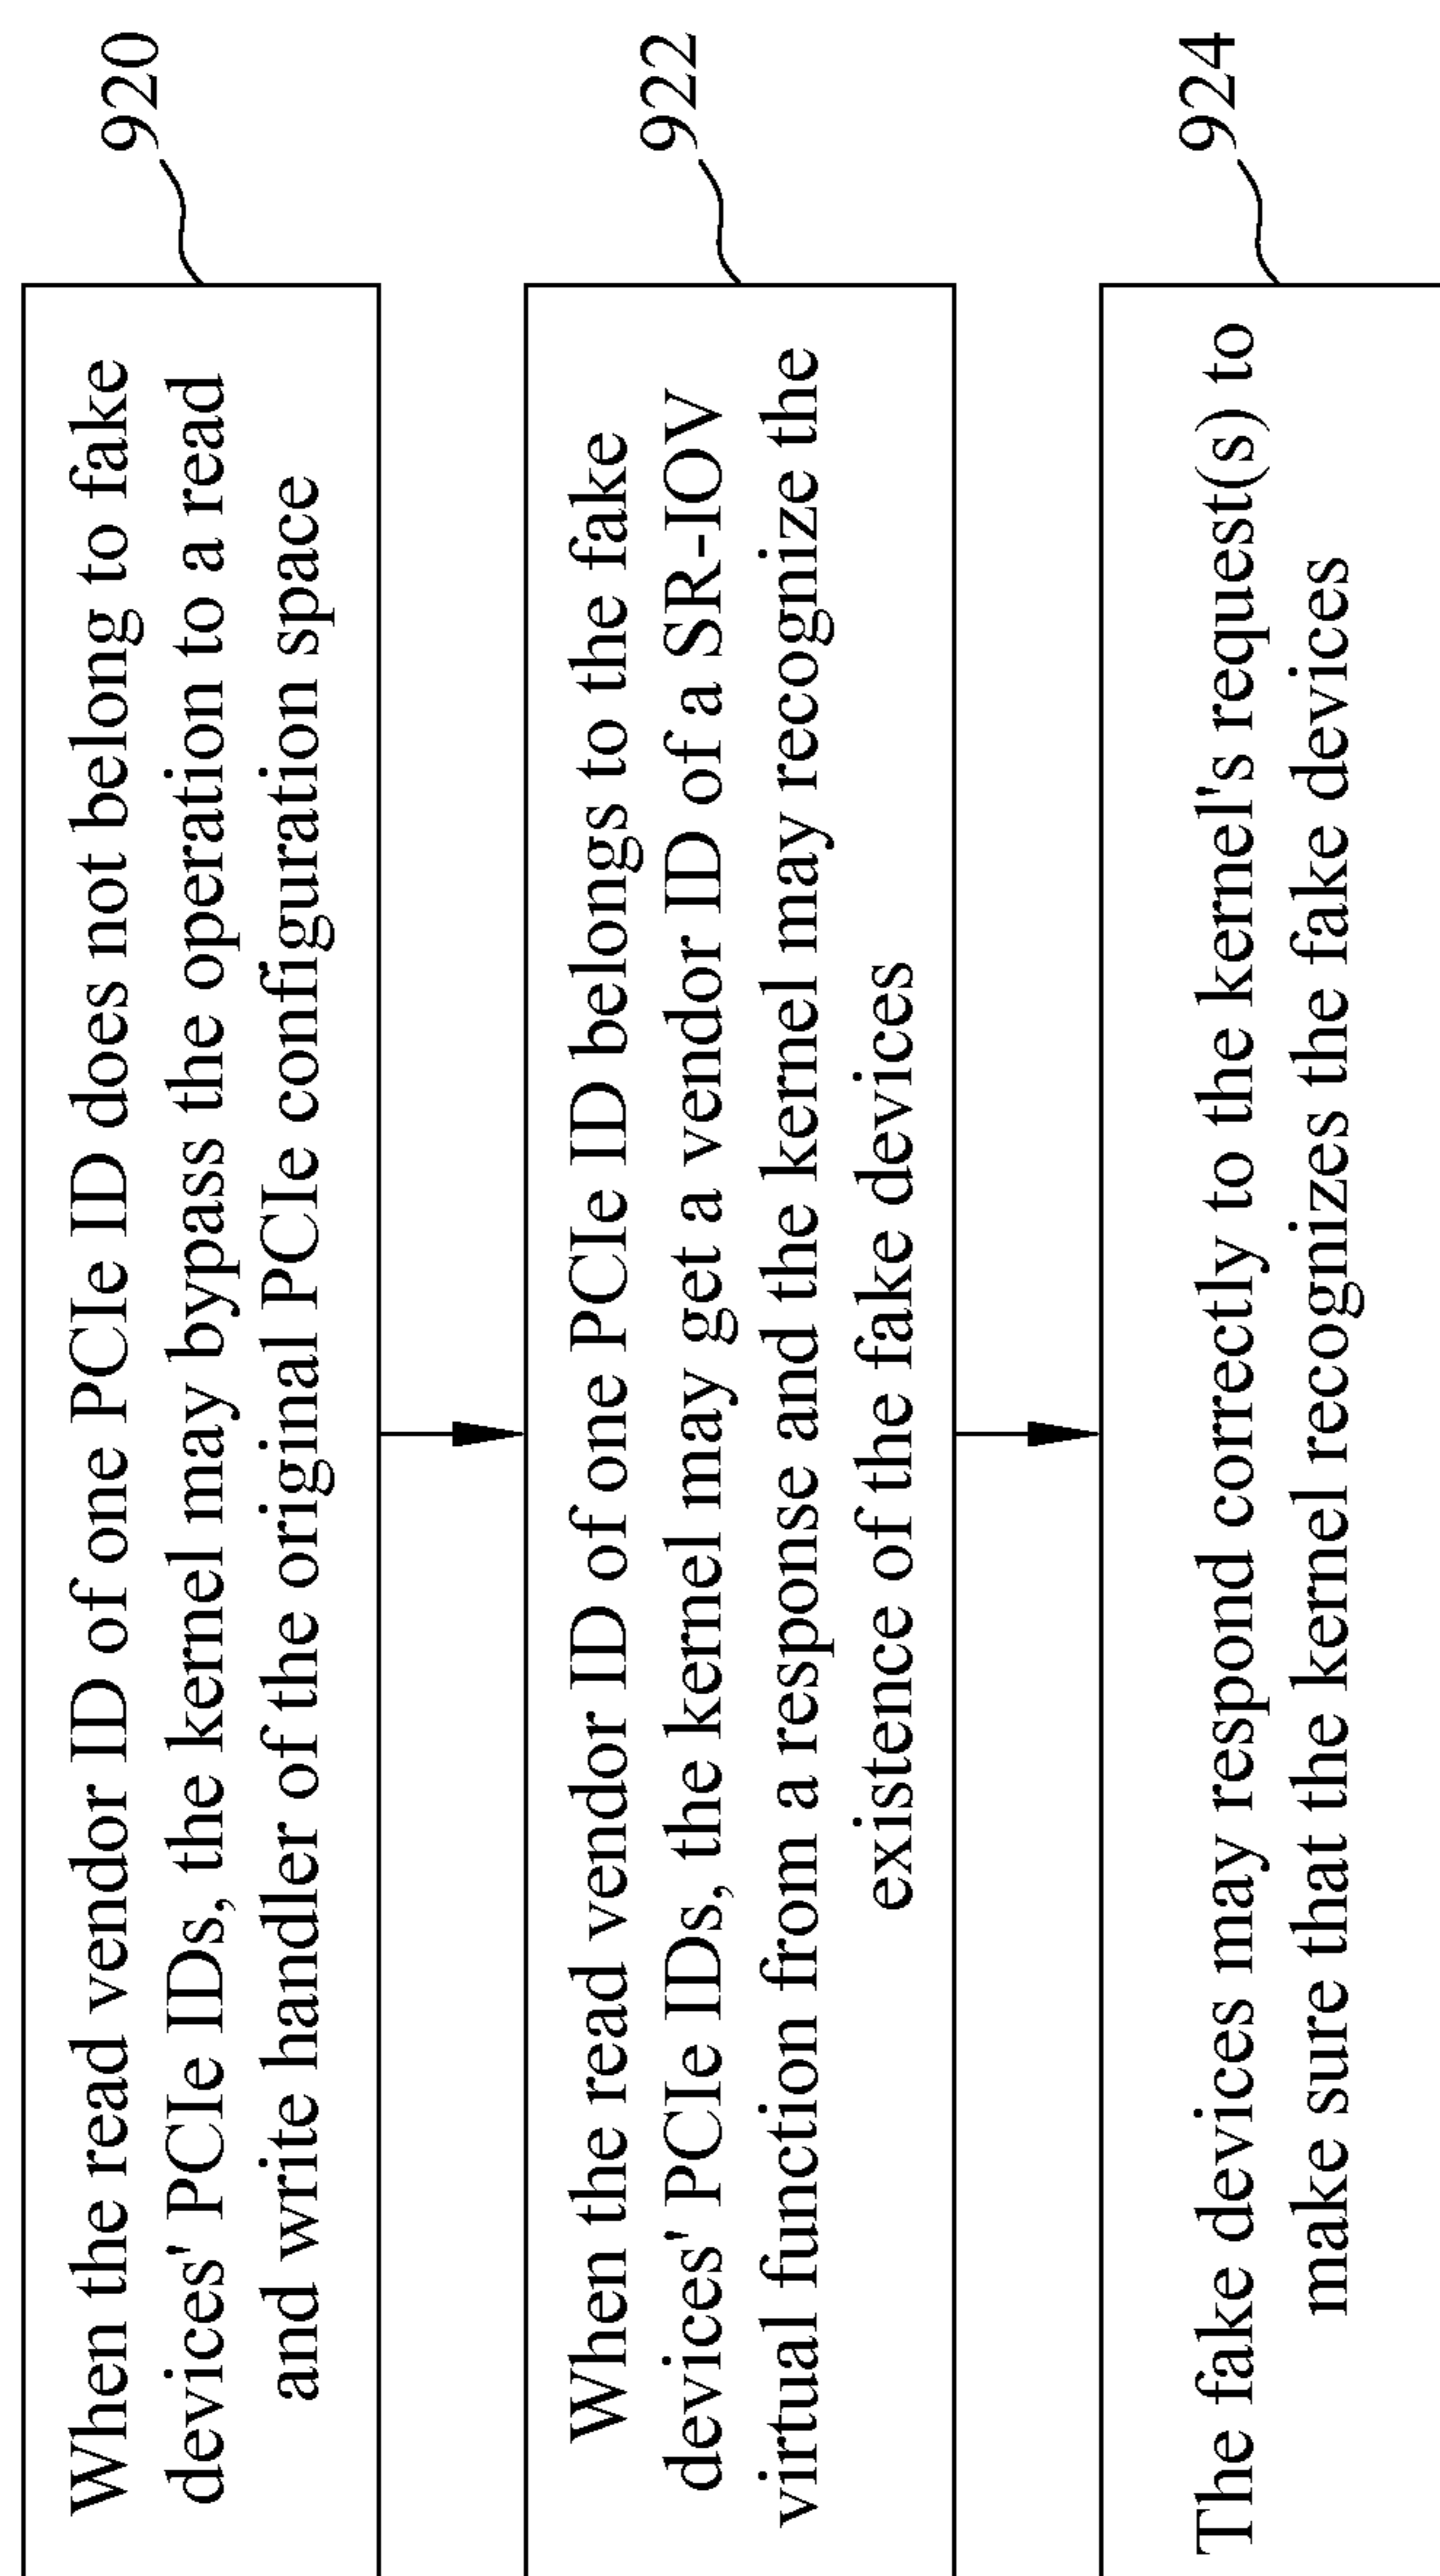 When the read vendor ID of one PCIe ID does not belong to fake
devices' PCIe IDs, the kernel may bypass the operation to a read
and write handler of the original PCIe configuration space
920
When the read vendor ID of one PCIe ID belongs to the fake
devices' PCIe IDs, the kernel may get a vendor ID of a SR-IOV
virtual function from a response and the kernel may recognize the
existence of the fake devices
922
The fake devices may respond correctly to the kernel's request(s) to
make sure that the kernel recognizes the fake devices
924